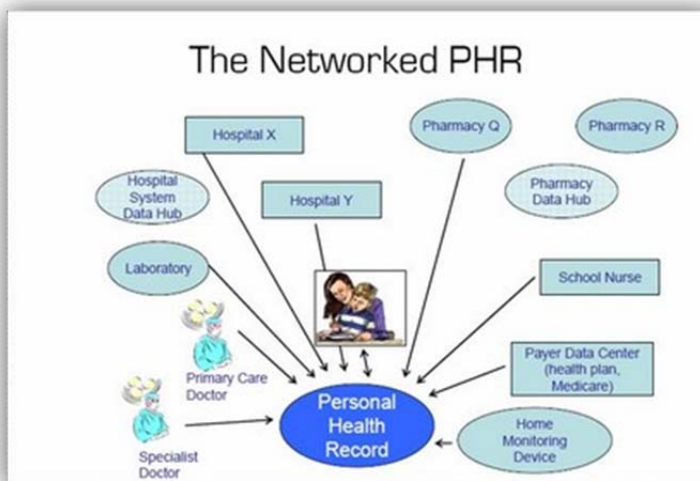 The Networked PHR
Hospital X
Pharmacy Q
Pharmacy R
Hospital
System
Data Hub
Hospital Y
Pharmacy
Data Hub
Laboratory
School Nurse
Primary Care
Doctor
Payer Data Center
(health plan,
Medicare)
Personal
Health
Record
Home
Monitoring
Device
Specialist
Doctor